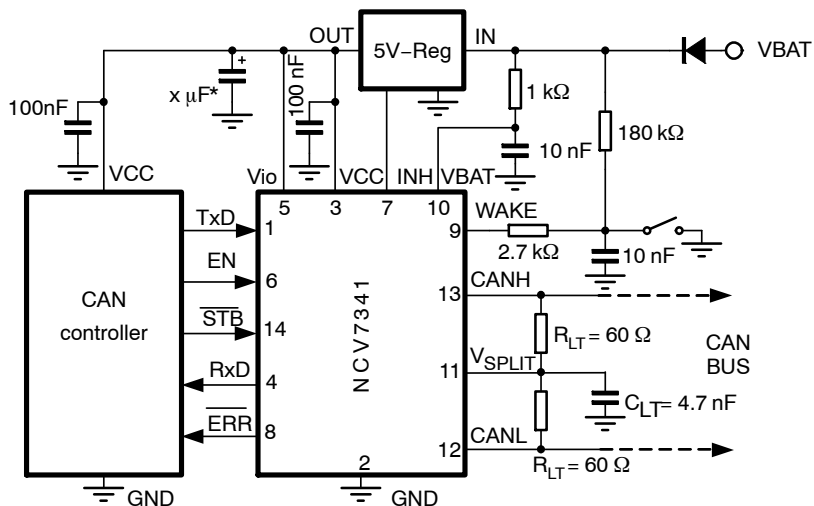 OUT
5V−Reg
IN
VBAT
100nF
x µF*
+
100 nF
1 kΩ
10 nF
180 kΩ
VCC
Vio
VCC
INH
VBAT
5
3
7
10
WAKE
9
2.7 kΩ
10 nF
TxD
1
EN
6
STB
14
RxD
4
ERR
8
CAN
controller
NCV7341
CANH
13
RLT = 60 Ω
VSPLIT
11
CLT = 4.7 nF
CAN
BUS
CANL
12
RLT = 60 Ω
2
GND
GND